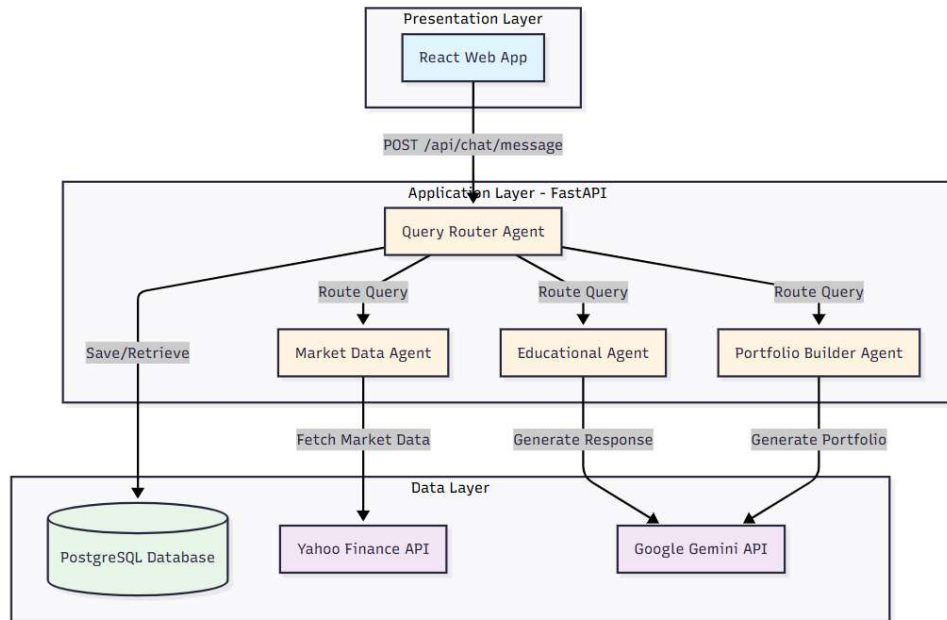 Presentation Layer
React Web App
POST /api/chat/message
Application Layer - FastAPI
Query Router Agent
Route Query
Route Query
Route Query
Save/Retrieve
Market Data Agent
Educational Agent
Portfolio Builder Agent
Fetch Market Data
Generate Response
Generate Portfolio
Data Layer
PostgreSQL Database
Yahoo Finance API
Google Gemini API